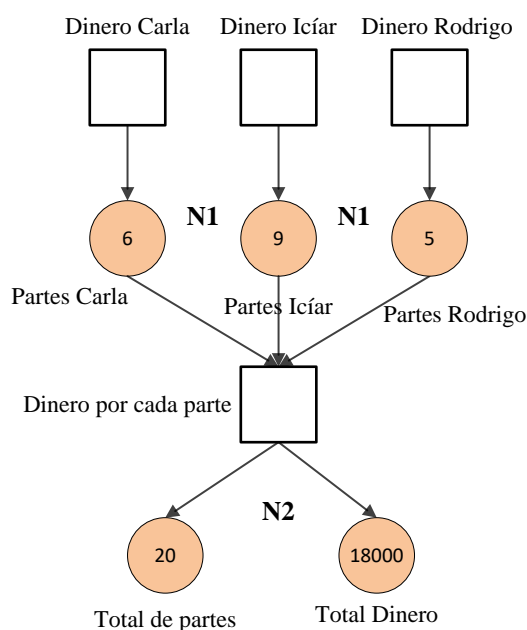 Dinero Carla Dinero Icíar Dinero Rodrigo
N1 N1
6 9 5
Partes Carla Partes Icíar Partes Rodrigo
Dinero por cada parte
N2
20 18000
Total de partes Total Dinero